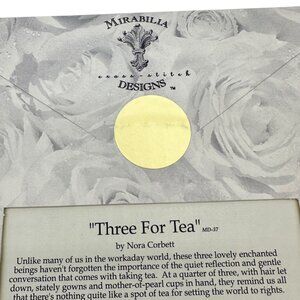 MIRABILIA
cross-stitch
DESIGNS ™
"Three For Tea" MD-37
by Nora Corbett
Unlike many of us in the workaday world, these three lovely enchanted
beings haven't forgotten the importance of the quiet reflection and gentle
conversation that comes with taking tea. At a quarter of three, with hair let
down, stately gowns and mother-of-pearl cups in hand, they remind us all
that there's nothing quite like a spot of tea for setting the world to rights.